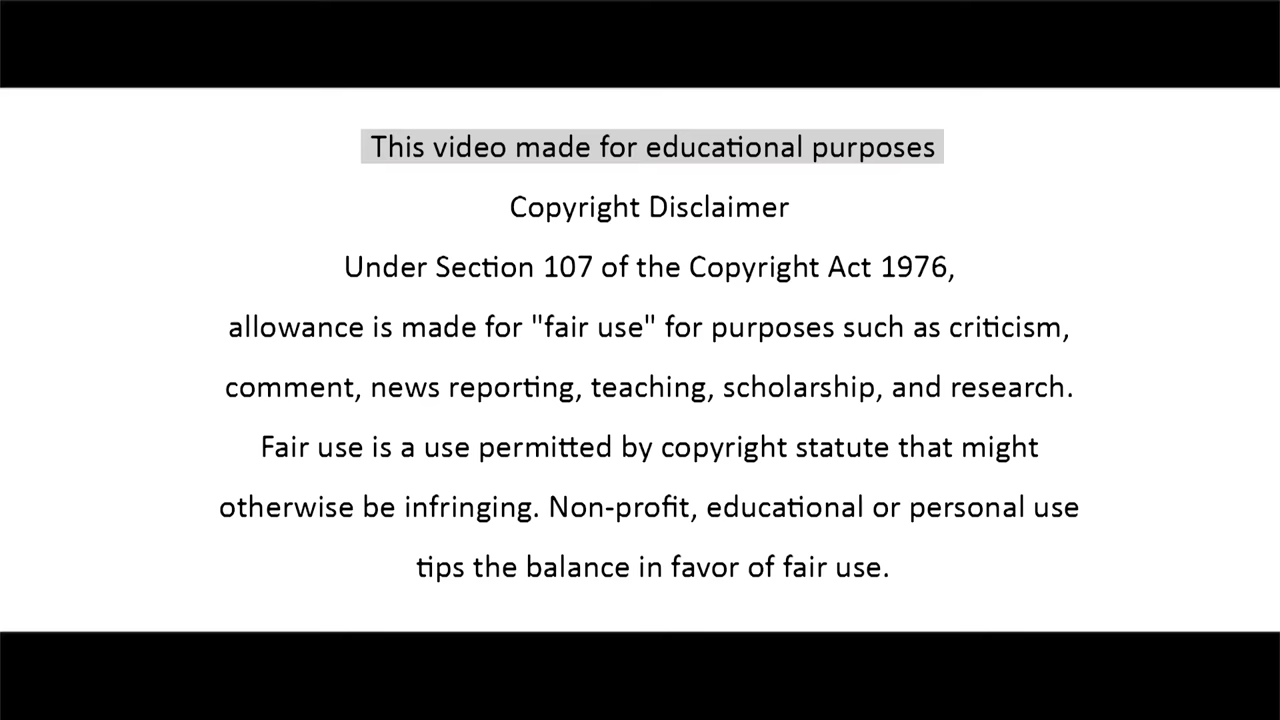 This video made for educational purposes
Copyright Disclaimer
Under Section 107 of the Copyright Act 1976,
allowance is made for "fair use" for purposes such as criticism,
comment, news reporting, teaching, scholarship, and research.
Fair use is a use permitted by copyright statute that might
otherwise be infringing. Non-profit, educational or personal use
tips the balance in favor of fair use.